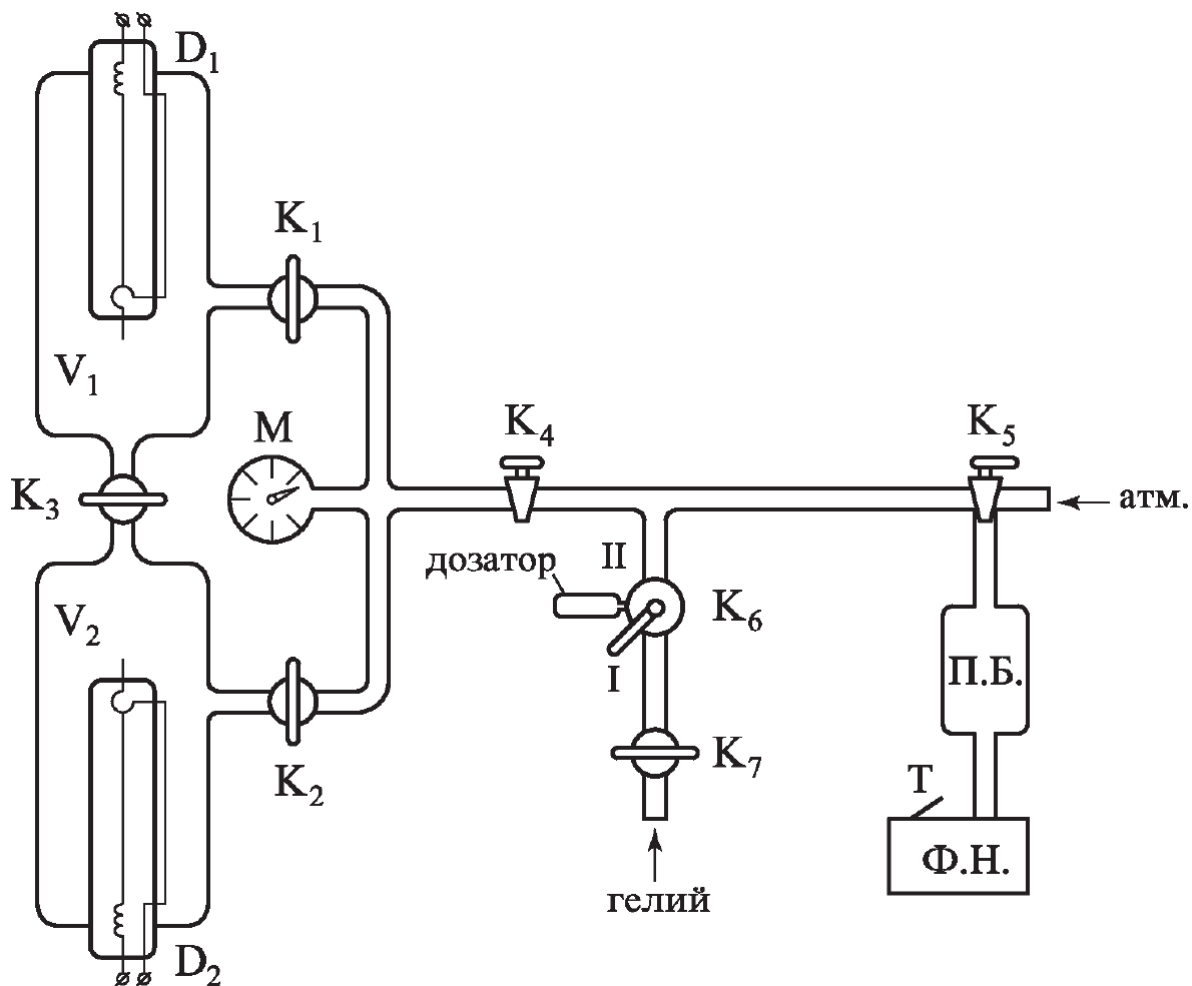 D₁
K₁
V₁
M
K₄
K₅
K₃
атм.
дозатор
II
K₆
V₂
I
П.Б.
K₂
K₇
T
Ф.Н.
гелий
D₂